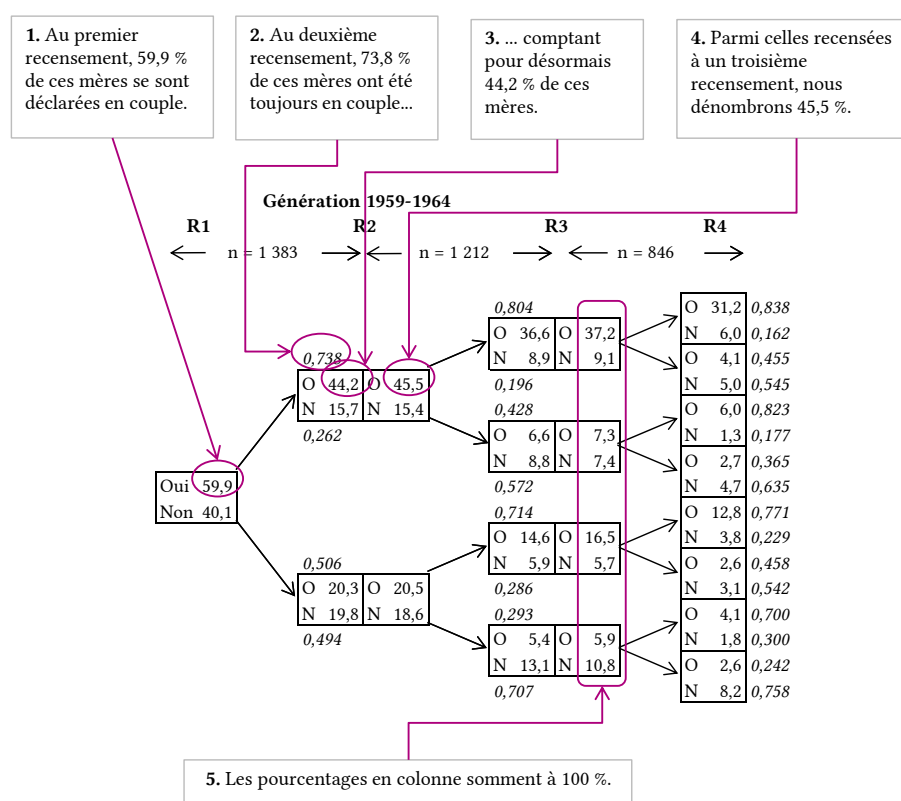 1. Au premier
recensement, 59,9 %
de ces mères se sont
déclarées en couple.
2. Au deuxième
recensement, 73,8 %
de ces mères ont été
toujours en couple...
3. ... comptant
pour désormais
44,2 % de ces
mères.
4. Parmi celles recensées
à un troisième
recensement, nous
dénombrons 45,5 %.
Génération 1959-1964
R1 R2 R3 R4
n = 1 383 n = 1 212 n = 846
Oui 59,9
Non 40,1
0,738
O 44,2 O 45,5
N 15,7 N 15,4
0,262
0,506
O 20,3 O 20,5
N 19,8 N 18,6
0,494
0,804
O 36,6 O 37,2
N 8,9 N 9,1
0,196
0,428
O 6,6 O 7,3
N 8,8 N 7,4
0,572
0,714
O 14,6 O 16,5
N 5,9 N 5,7
0,286
0,293
O 5,4 O 5,9
N 13,1 N 10,8
0,707
O 31,2 0,838
N 6,0 0,162
O 4,1 0,455
N 5,0 0,545
O 6,0 0,823
N 1,3 0,177
O 2,7 0,365
N 4,7 0,635
O 12,8 0,771
N 3,8 0,229
O 2,6 0,458
N 3,1 0,542
O 4,1 0,700
N 1,8 0,300
O 2,6 0,242
N 8,2 0,758
5. Les pourcentages en colonne somment à 100 %.